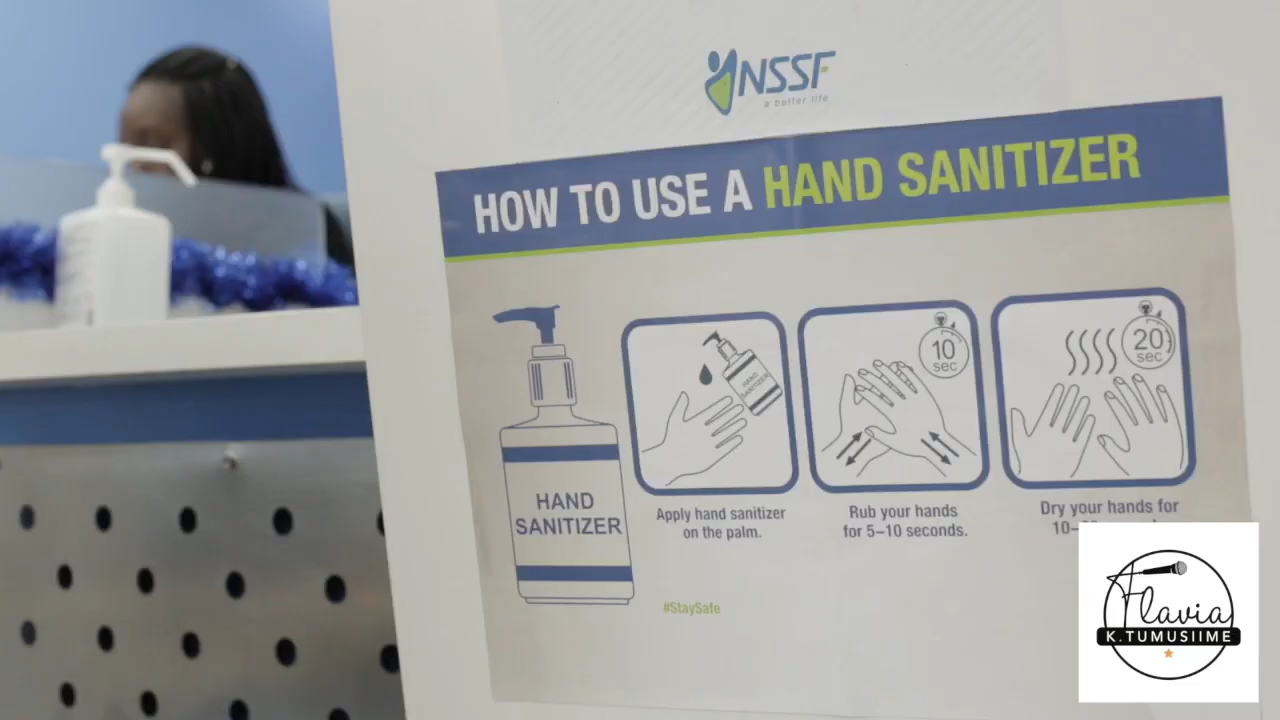 NSSF
a better life
HOW TO USE A HAND SANITIZER
HAND
SANITIZER
10
sec
20
sec
HAND
SANITIZER
Apply hand sanitizer
on the palm.
Rub your hands
for 5–10 seconds.
Dry your hands for
#StaySafe
Flavia
K.TUMUSIIME